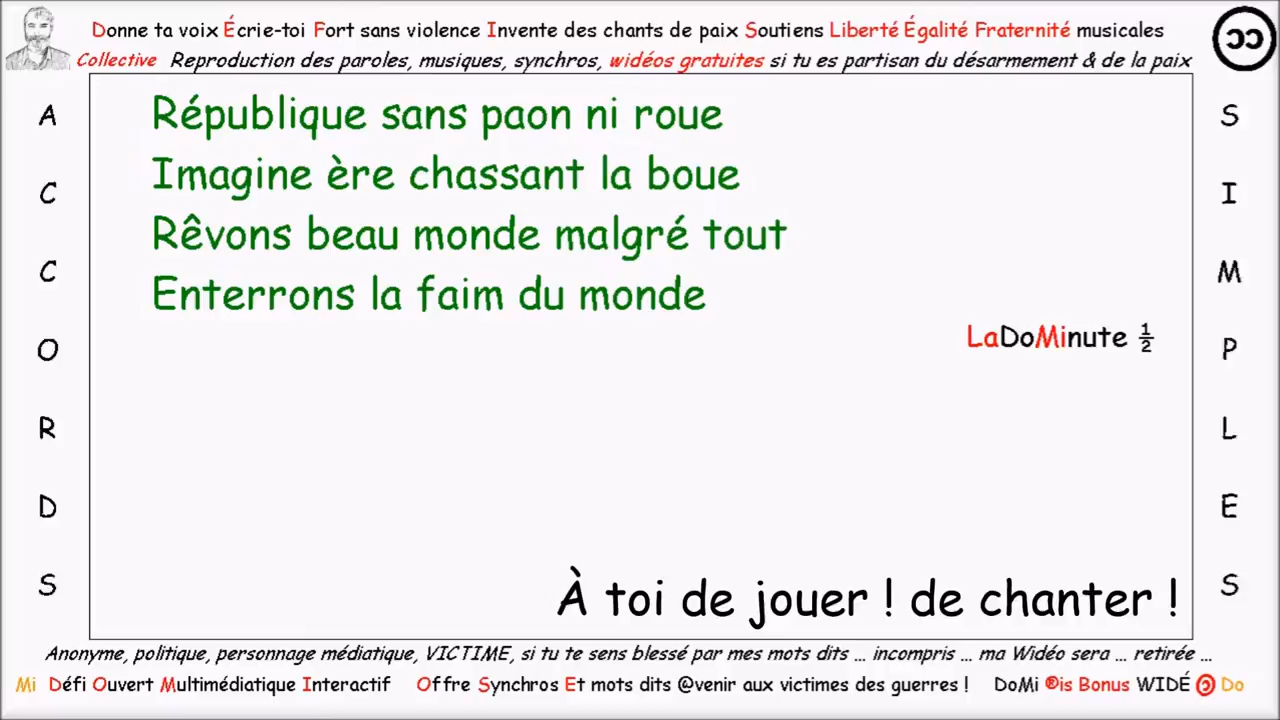 Donne ta voix Écrie-toi Fort sans violence Invente des chants de paix Soutiens Liberté Égalité Fraternité musicales
Collective Reproduction des paroles, musiques, synchros, widéos gratuites si tu es partisan du désarmement & de la paix
République sans paon ni roue
Imagine ère chassant la boue
Rêvons beau monde malgré tout
Enterrons la faim du monde
LaDoMinute ½
À toi de jouer ! de chanter !
A
C
C
O
R
D
S
S
I
M
P
L
E
S
Anonyme, politique, personnage médiatique, VICTIME, si tu te sens blessé par mes mots dits ... incompris ... ma Widéo sera ... retirée ...
Mi Défi Ouvert Multimédiatique Interactif Offre Synchros Et mots dits @venir aux victimes des guerres ! DoMi ®is Bonus WIDÉ Do